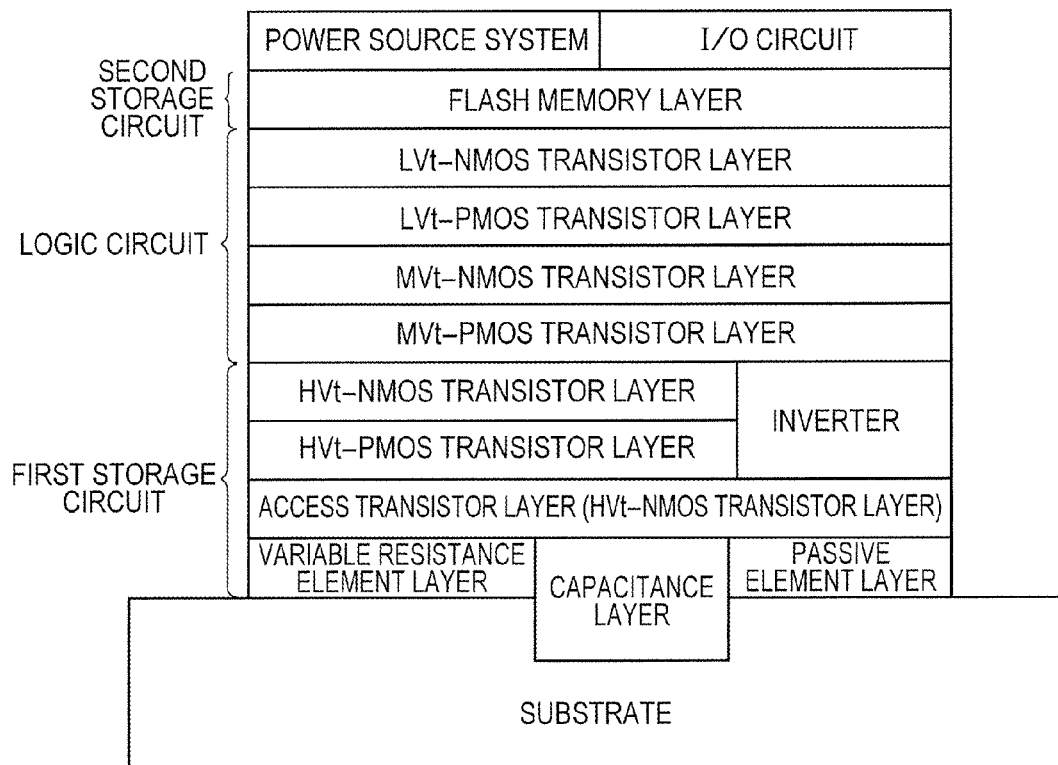 POWER SOURCE SYSTEM
I/O CIRCUIT
SECOND
STORAGE
CIRCUIT
FLASH MEMORY LAYER
LOGIC CIRCUIT
LVt-NMOS TRANSISTOR LAYER
LVt-PMOS TRANSISTOR LAYER
MVt-NMOS TRANSISTOR LAYER
MVt-PMOS TRANSISTOR LAYER
FIRST STORAGE
CIRCUIT
HVt-NMOS TRANSISTOR LAYER
INVERTER
HVt-PMOS TRANSISTOR LAYER
ACCESS TRANSISTOR LAYER (HVt-NMOS TRANSISTOR LAYER)
VARIABLE RESISTANCE
ELEMENT LAYER
CAPACITANCE
LAYER
PASSIVE
ELEMENT LAYER
SUBSTRATE